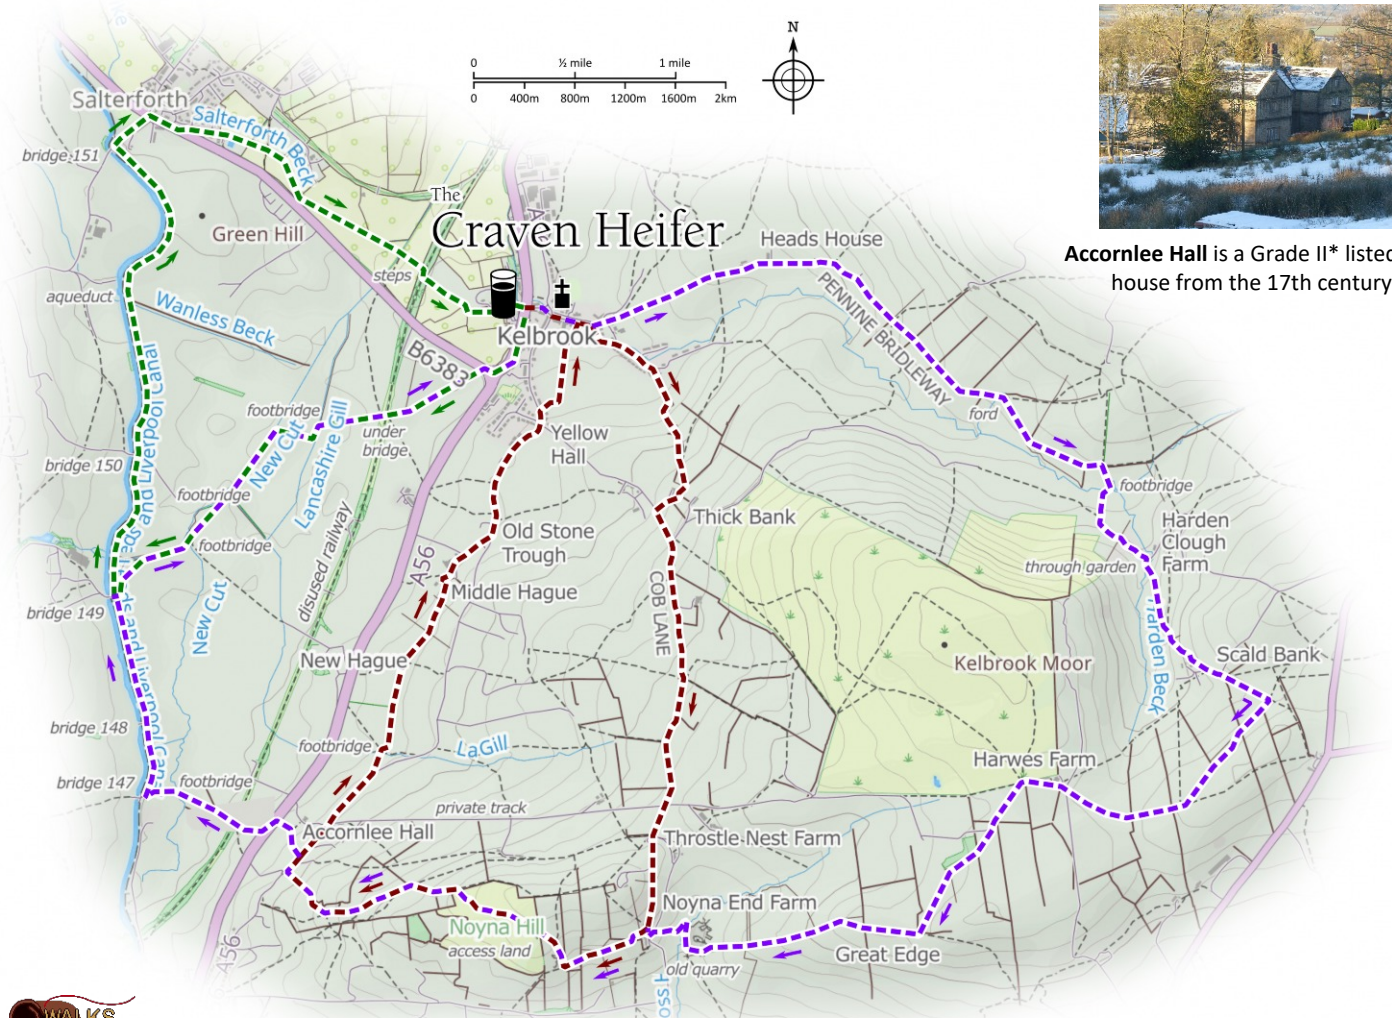 0 ½ mile 1 mile
0 400m 800m 1200m 1600m 2km
N
Accornlee Hall is a Grade II* listed
house from the 17th century
Salterforth
Salterforth Beck
bridge 151
Green Hill
The
Craven Heifer
Heads House
steps
aqueduct
Wanless Beck
Kelbrook
PENNINE BRIDLEWAY
B6383
ford
footbridge
New Cut
Lancashire Gill
under
bridge
Yellow
Hall
Leeds and Liverpool Canal
bridge 150
footbridge
footbridge
Thick Bank
footbridge
Old Stone
Trough
Harden
Clough
Farm
disused railway
A56
through garden
Middle Hague
COB LANE
bridge 149
New Cut
Harden Beck
New Hague
Kelbrook Moor
Scald Bank
bridge 148
footbridge
LaGill
Harwes Farm
bridge 147
footbridge
private track
Accornlee Hall
Throstle Nest Farm
Noyna End Farm
Noyna Hill
access land
Great Edge
old quarry
A56
WALKS